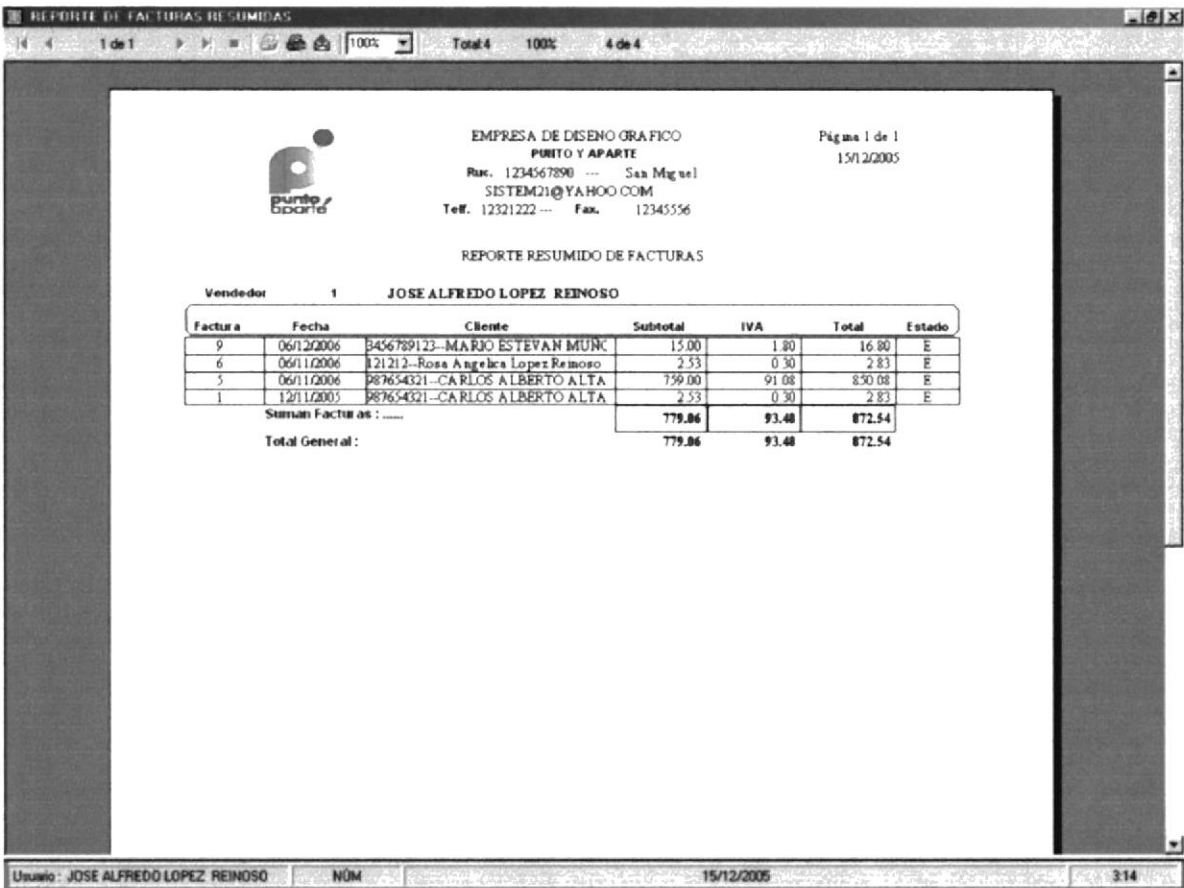 REPORTE DE FACTURAS RESUMIDAS
1 de 1 100% Total:4 100% 4 de 4
EMPRESA DE DISENO GRAFICO
Página 1 de 1
PUNTO Y APARTE
15/12/2005
Ruc. 1234567890 --- San Miguel
SISTEM21@YAHOO.COM
punto y
aparte
Telf. 12321222 --- Fax. 12345556
REPORTE RESUMIDO DE FACTURAS
Vendedor 1 JOSE ALFREDO LOPEZ REINOSO
Factura Fecha Cliente Subtotal IVA Total Estado
9 06/12/2006 3456789123--MARIO ESTEVAN MUÑO 15.00 1.80 16.80 E
6 06/11/2006 121212--Rosa Angelica Lopez Reinoso 2.53 0.30 2.83 E
5 06/11/2006 987654321--CARLOS ALBERTO ALTA 759.00 91.08 850.08 E
1 12/11/2005 987654321--CARLOS ALBERTO ALTA 2.53 0.30 2.83 E
Suman Facturas : ...... 779.06 93.48 872.54
Total General : 779.06 93.48 872.54
Usuario : JOSE ALFREDO LOPEZ REINOSO NÚM 15/12/2005 3:14